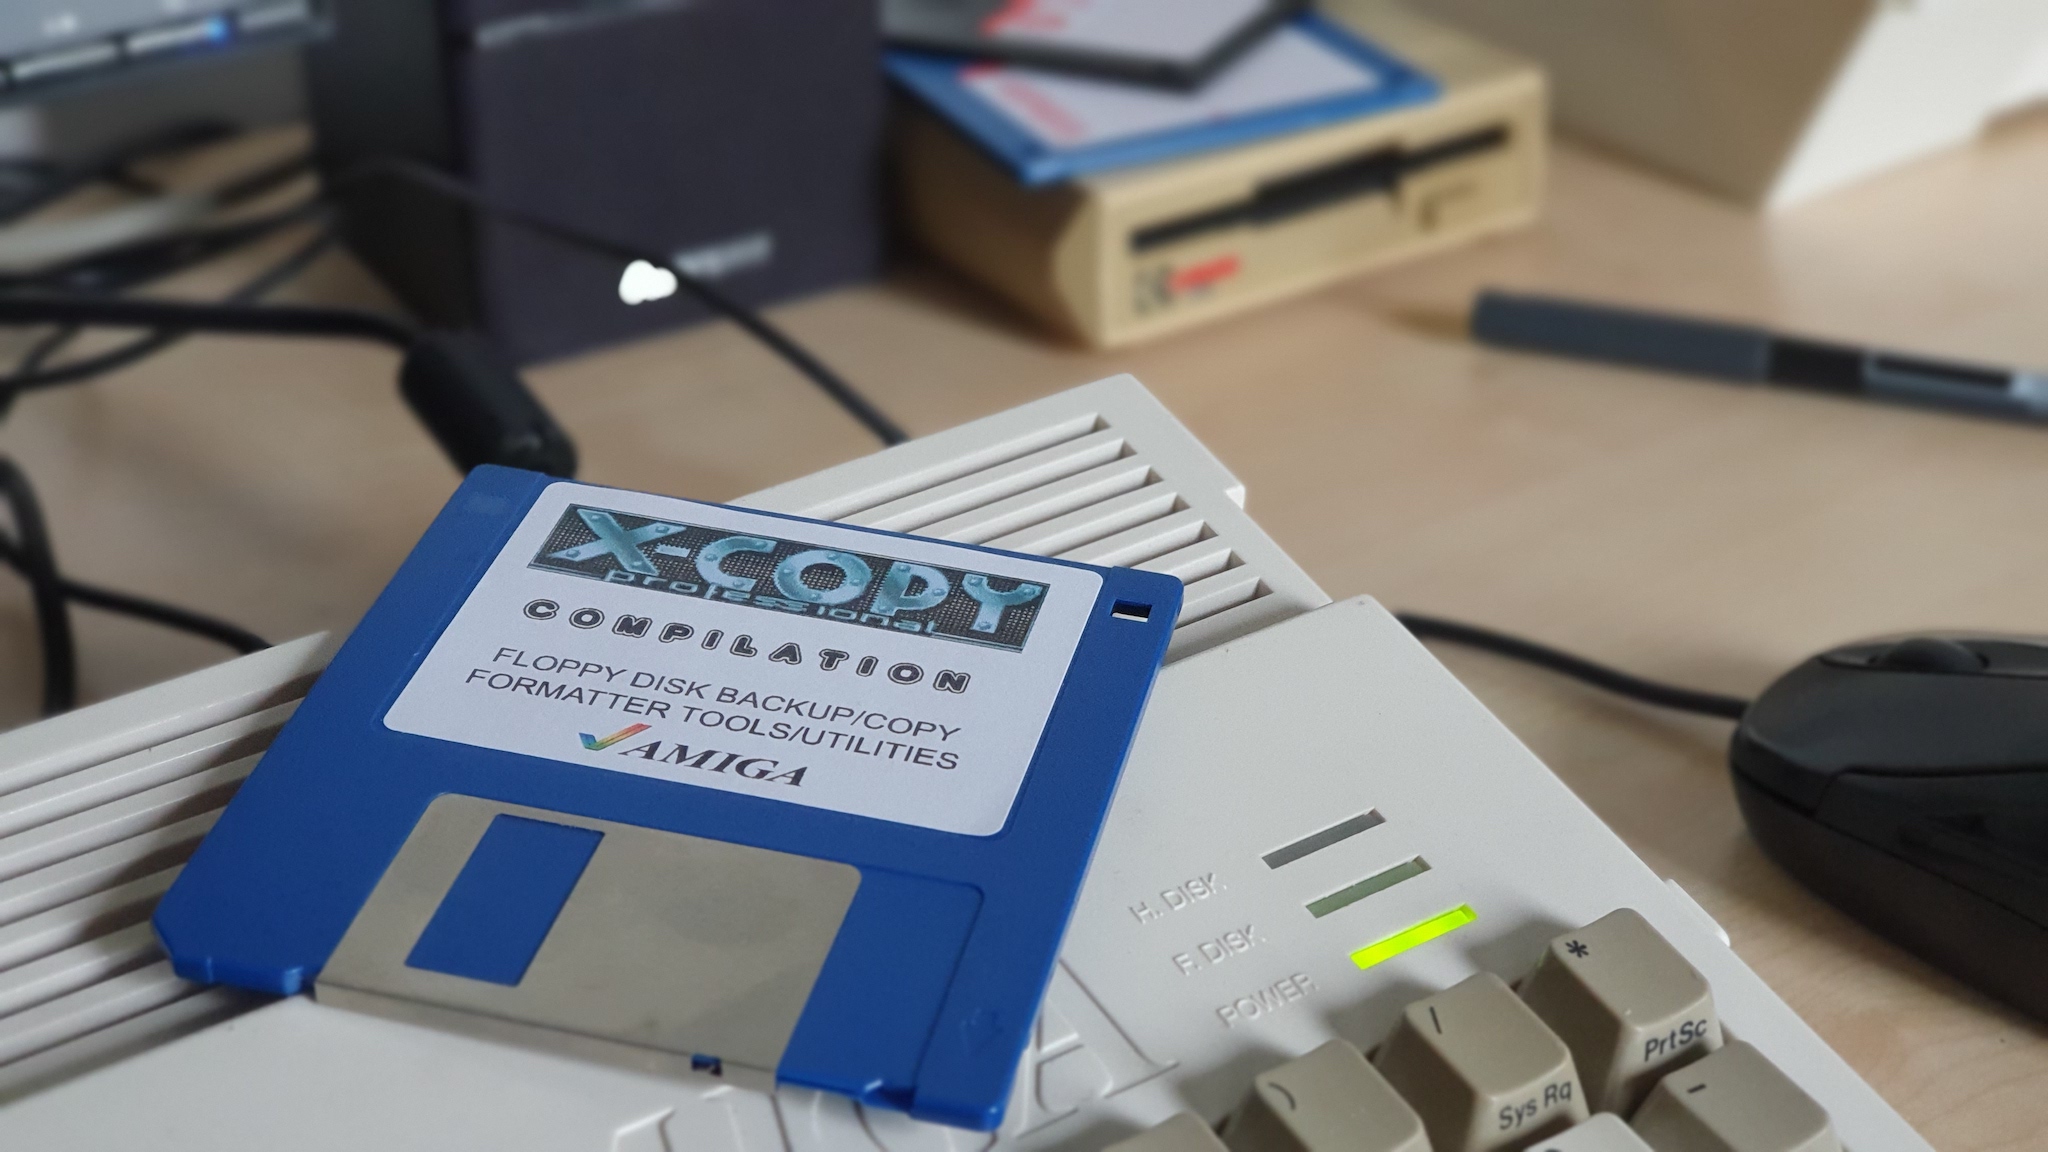 X-COPY
professional
COMPILATION
FLOPPY DISK BACKUP/COPY
FORMATTER TOOLS/UTILITIES
AMIGA
H. DISK
F. DISK
POWER
*
PrtSc
Sys Rq
-
)